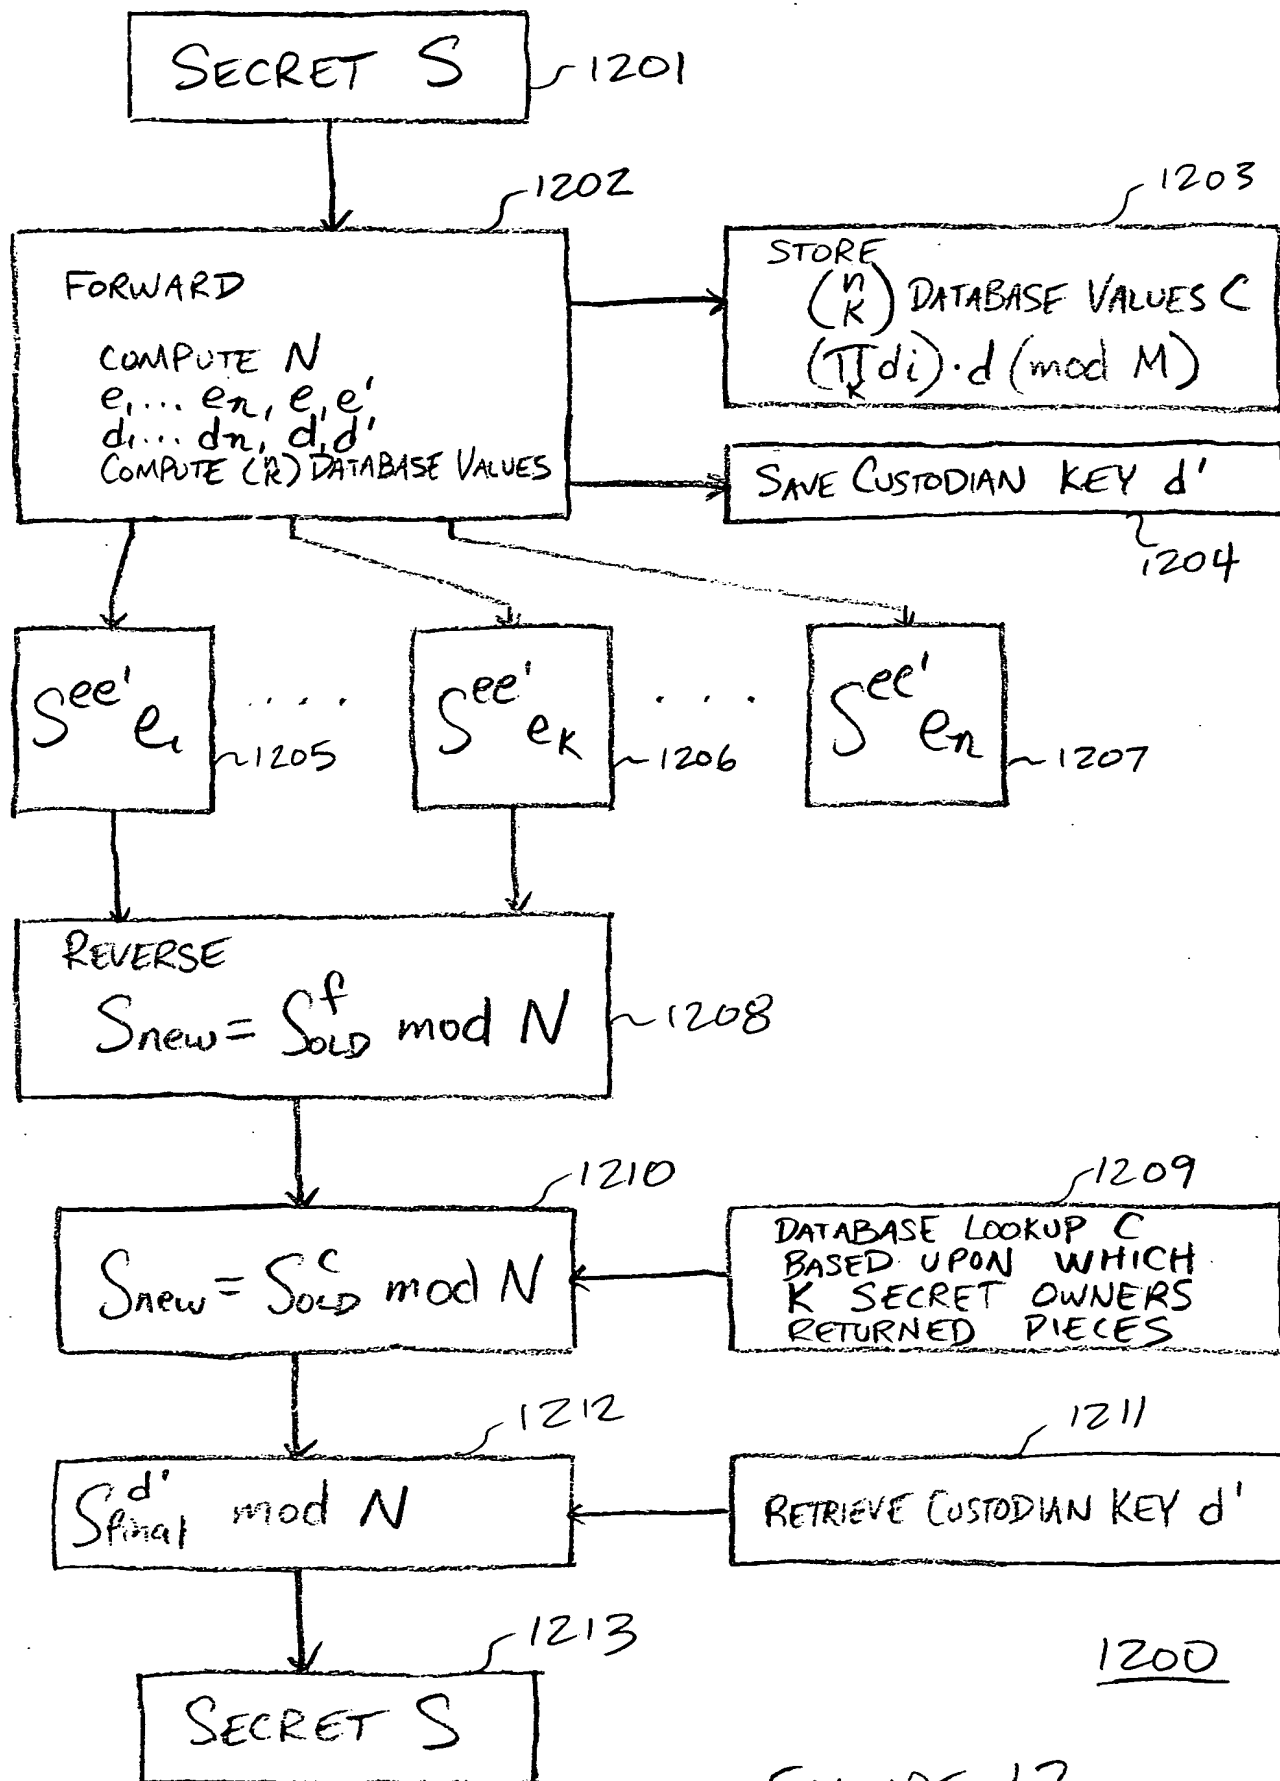 SECRET S
1201
1202
1203
FORWARD
COMPUTE N
e1 ... en, e, e'
d1 ... dn, d, d'
COMPUTE (n k) DATABASE VALUES
STORE
(n k) DATABASE VALUES C
(∏k di)·d (mod M)
SAVE CUSTODIAN KEY d'
1204
S^ee' e1
1205
. . . .
S^ee' ek
1206
. . . .
S^ee' en
1207
REVERSE
Snew = S^f OLD mod N
1208
1210
1209
Snew = S^c OLD mod N
DATABASE LOOKUP C
BASED UPON WHICH
K SECRET OWNERS
RETURNED PIECES
1212
1211
S^d' final mod N
RETRIEVE CUSTODIAN KEY d'
1213
SECRET S
1200